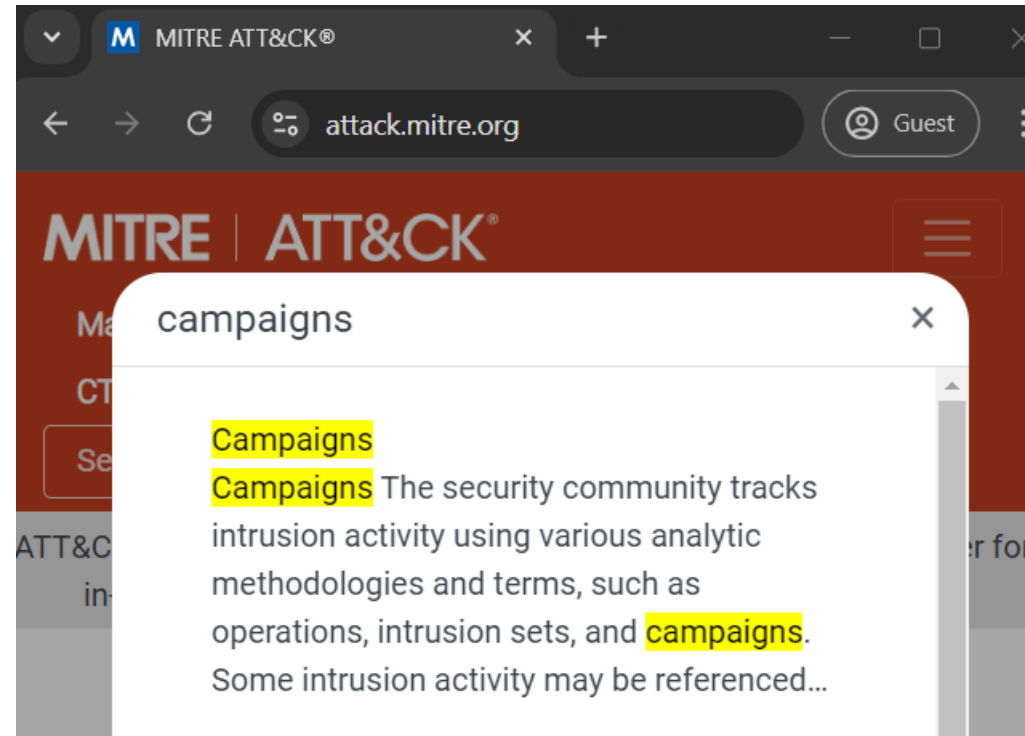 MITRE ATT&CK®
attack.mitre.org
Guest
MITRE | ATT&CK®
campaigns
Campaigns
Campaigns The security community tracks
intrusion activity using various analytic
methodologies and terms, such as
operations, intrusion sets, and campaigns.
Some intrusion activity may be referenced...